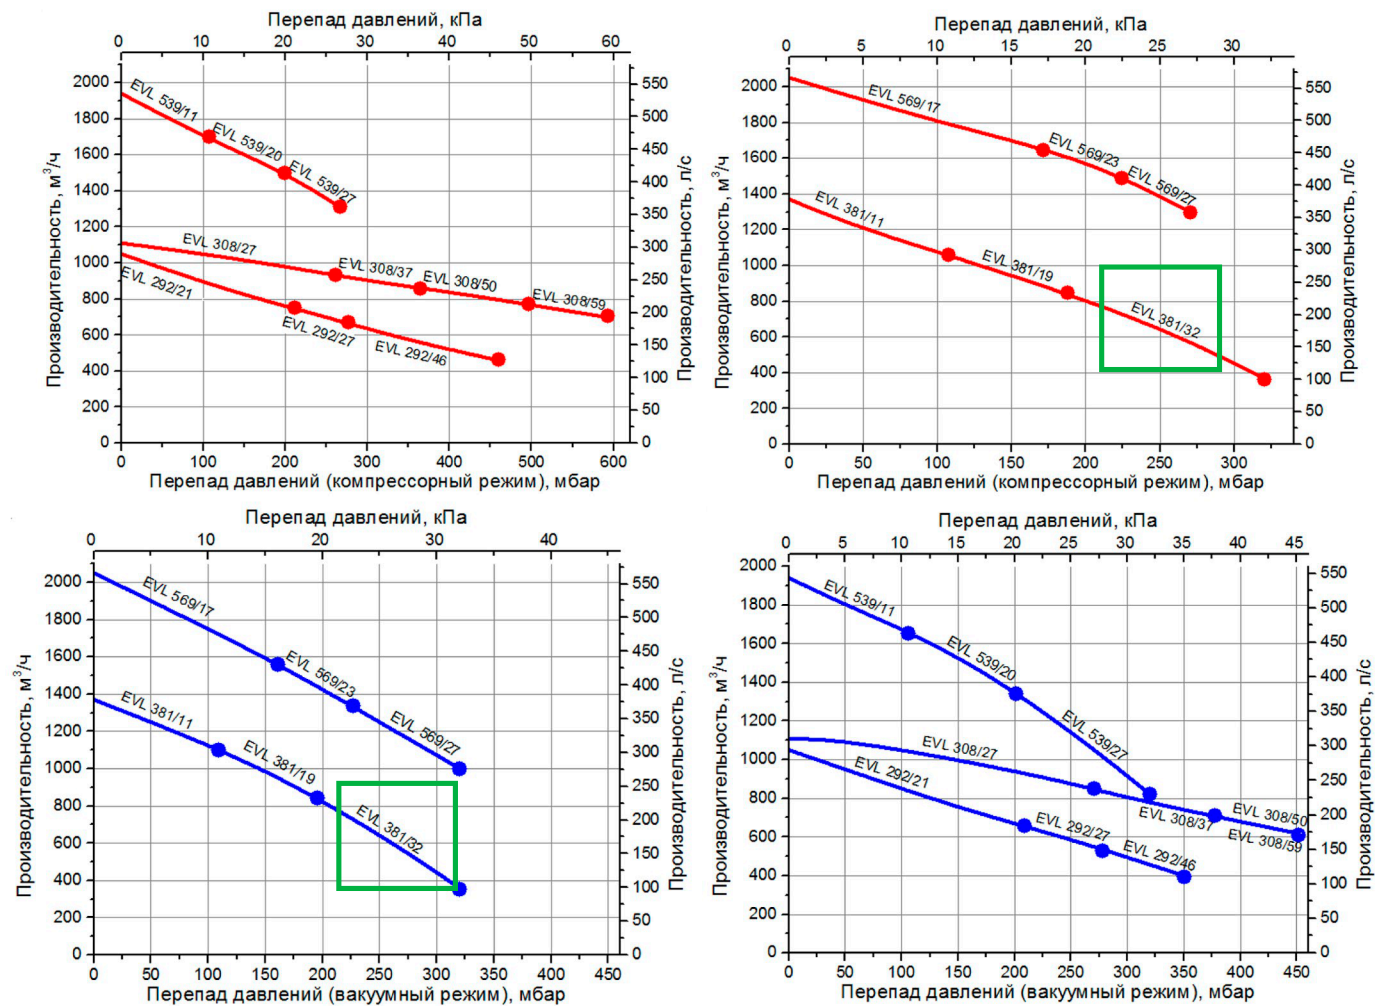 Перепад давлений, кПа
0 10 20 30 40 50 60
Производительность, м³/ч
2000
1800
1600
1400
1200
1000
800
600
400
200
0
EVL 539/11
EVL 539/20
EVL 539/27
EVL 308/27
EVL 308/37
EVL 308/50
EVL 308/59
EVL 292/21
EVL 292/27
EVL 292/46
550
500
450
400
350
300
250
200
150
100
50
0
Производительность, л/с
0 100 200 300 400 500 600
Перепад давлений (компрессорный режим), мбар
Перепад давлений, кПа
0 5 10 15 20 25 30
Производительность, м³/ч
2000
1800
1600
1400
1200
1000
800
600
400
200
0
EVL 569/17
EVL 569/23
EVL 569/27
EVL 381/11
EVL 381/19
EVL 381/32
550
500
450
400
350
300
250
200
150
100
50
0
Производительность, л/с
0 50 100 150 200 250 300
Перепад давлений (компрессорный режим), мбар
Перепад давлений, кПа
0 10 20 30 40
Производительность, м³/ч
2000
1800
1600
1400
1200
1000
800
600
400
200
0
EVL 569/17
EVL 569/23
EVL 569/27
EVL 381/11
EVL 381/19
EVL 381/32
550
500
450
400
350
300
250
200
150
100
50
0
Производительность, л/с
0 50 100 150 200 250 300 350 400 450
Перепад давлений (вакуумный режим), мбар
Перепад давлений, кПа
0 5 10 15 20 25 30 35 40 45
Производительность, м³/ч
2000
1800
1600
1400
1200
1000
800
600
400
200
0
EVL 539/11
EVL 539/20
EVL 539/27
EVL 308/27
EVL 308/37
EVL 308/50
EVL 308/59
EVL 292/21
EVL 292/27
EVL 292/46
550
500
450
400
350
300
250
200
150
100
50
0
Производительность, л/с
0 50 100 150 200 250 300 350 400 450
Перепад давлений (вакуумный режим), мбар